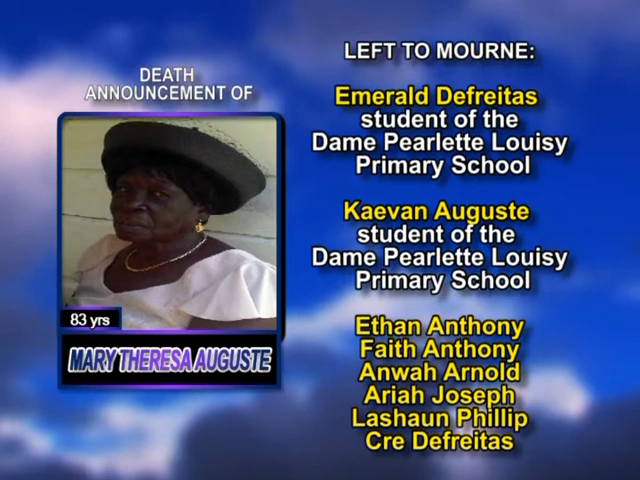 DEATH
ANNOUNCEMENT OF
83 yrs
MARY THERESA AUGUSTE
LEFT TO MOURNE:
Emerald Defreitas
student of the
Dame Pearlette Louisy
Primary School
Kaevan Auguste
student of the
Dame Pearlette Louisy
Primary School
Ethan Anthony
Faith Anthony
Anwah Arnold
Ariah Joseph
Lashaun Phillip
Cre Defreitas